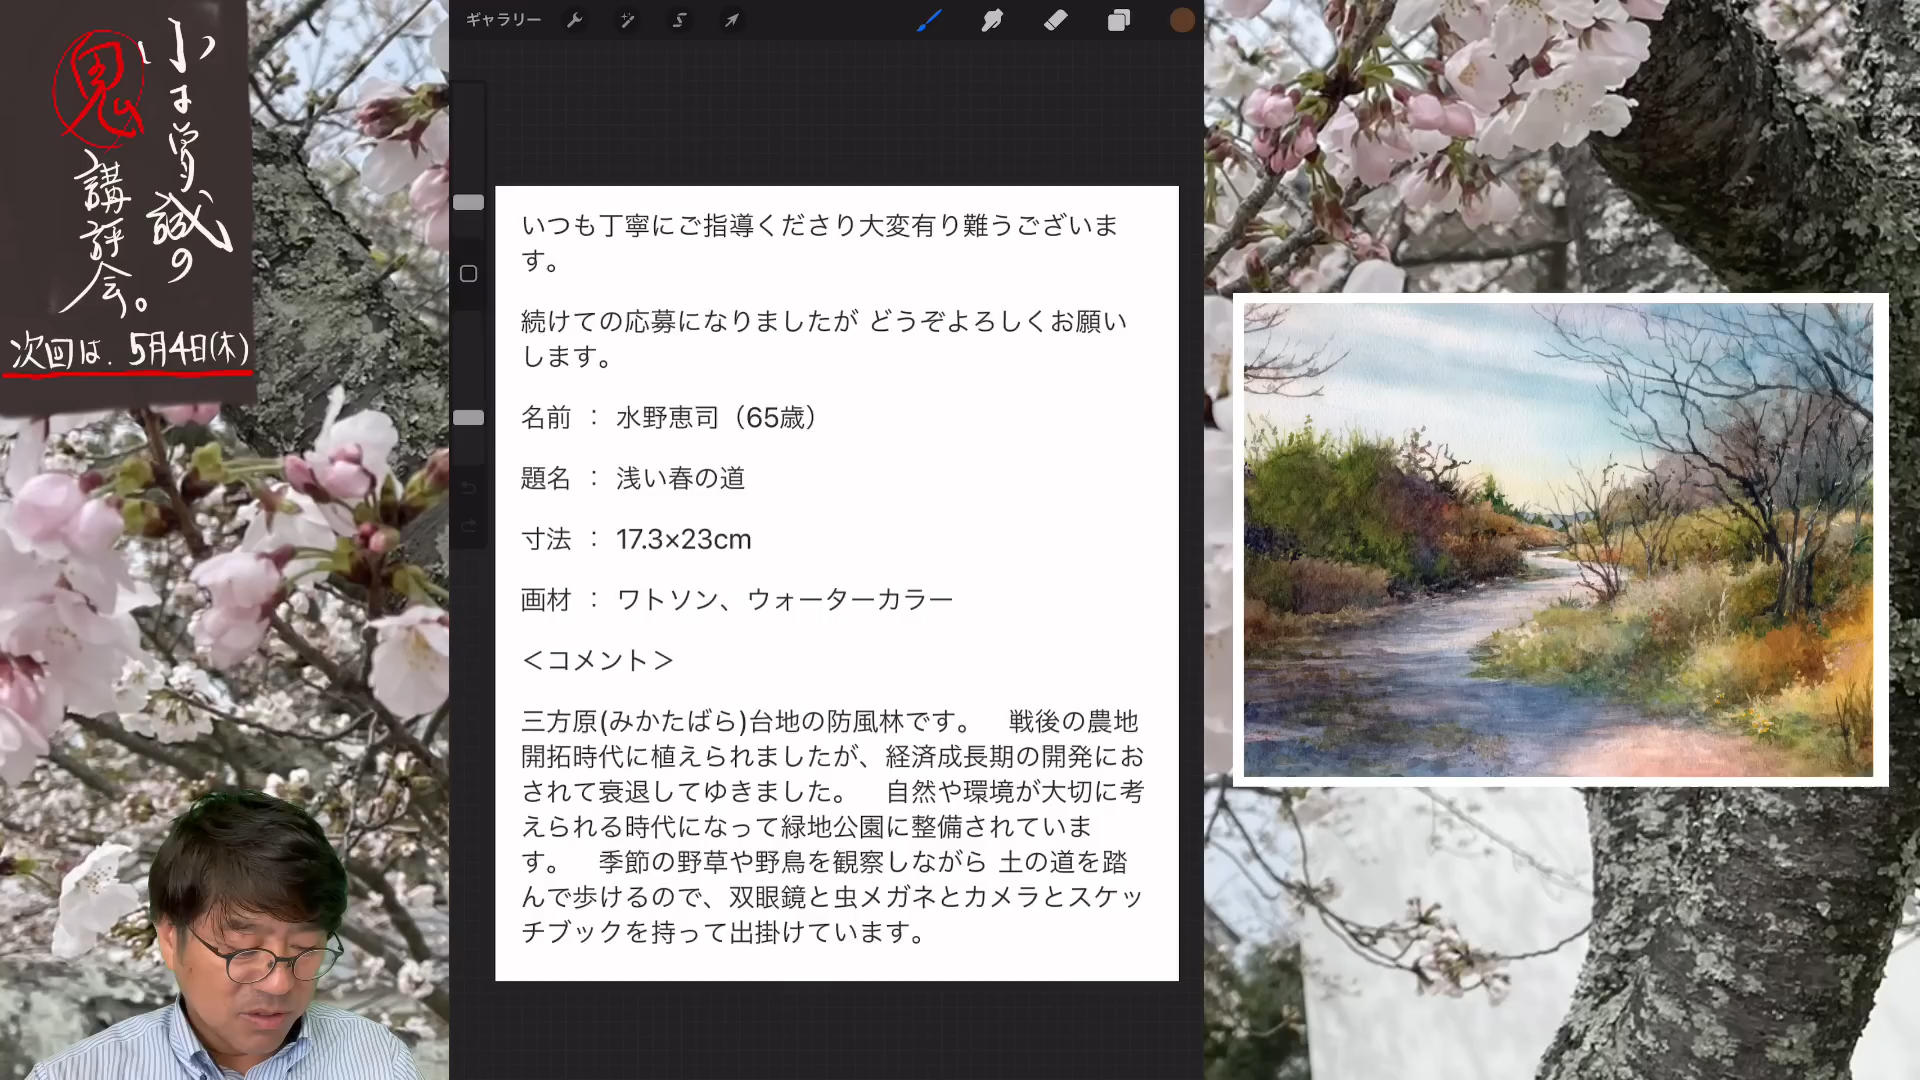 小笠誠の
鬼
講評会。
次回は、5月4日(木)
ギャラリー
いつも丁寧にご指導くださり大変有り難うございま
す。
続けての応募になりましたが どうぞよろしくお願い
します。
名前 ： 水野恵司（65歳）
題名 ： 浅い春の道
寸法 ： 17.3×23cm
画材 ： ワトソン、ウォーターカラー
＜コメント＞
三方原(みかたばら)台地の防風林です。　戦後の農地
開拓時代に植えられましたが、経済成長期の開発にお
されて衰退してゆきました。　自然や環境が大切に考
えられる時代になって緑地公園に整備されていま
す。　季節の野草や野鳥を観察しながら 土の道を踏
んで歩けるので、双眼鏡と虫メガネとカメラとスケッ
チブックを持って出掛けています。